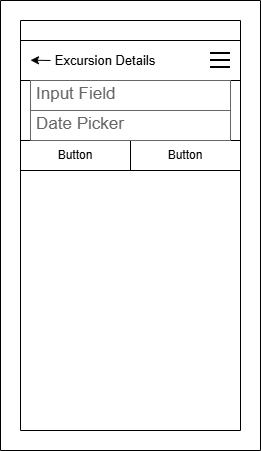 Excursion Details
Input Field
Date Picker
Button Button